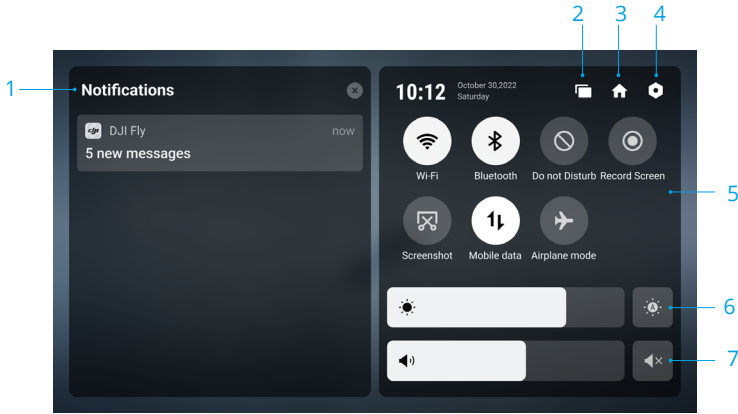 2 3 4
1
Notifications
10:12
October 30,2022
Saturday
dji DJI Fly now
5 new messages
Wi-Fi Bluetooth Do not Disturb Record Screen
5
Screenshot Mobile data Airplane mode
A
6
7